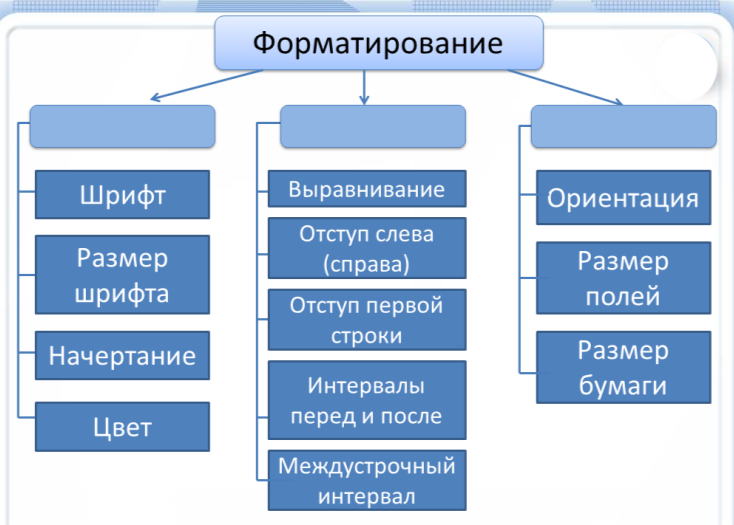 Форматирование
Шрифт
Размер
шрифта
Начертание
Цвет
Выравнивание
Отступ слева
(справа)
Отступ первой
строки
Интервалы
перед и после
Междустрочный
интервал
Ориентация
Размер
полей
Размер
бумаги